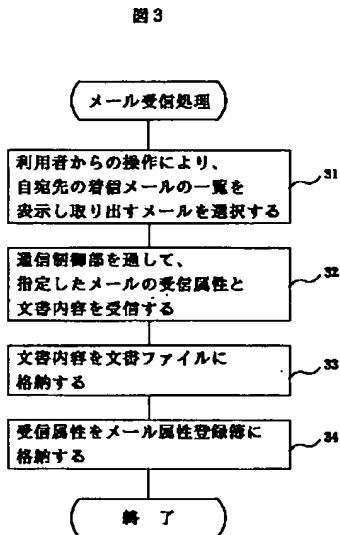 図3
メール受信処理
利用者からの操作により、
自宛先の着信メールの一覧を
表示し取り出すメールを選択する
31
通信制御部を通して、
指定したメールの受信属性と
文書内容を受信する
32
文書内容を文書ファイルに
格納する
33
受信属性をメール属性登録簿に
格納する
34
終 了